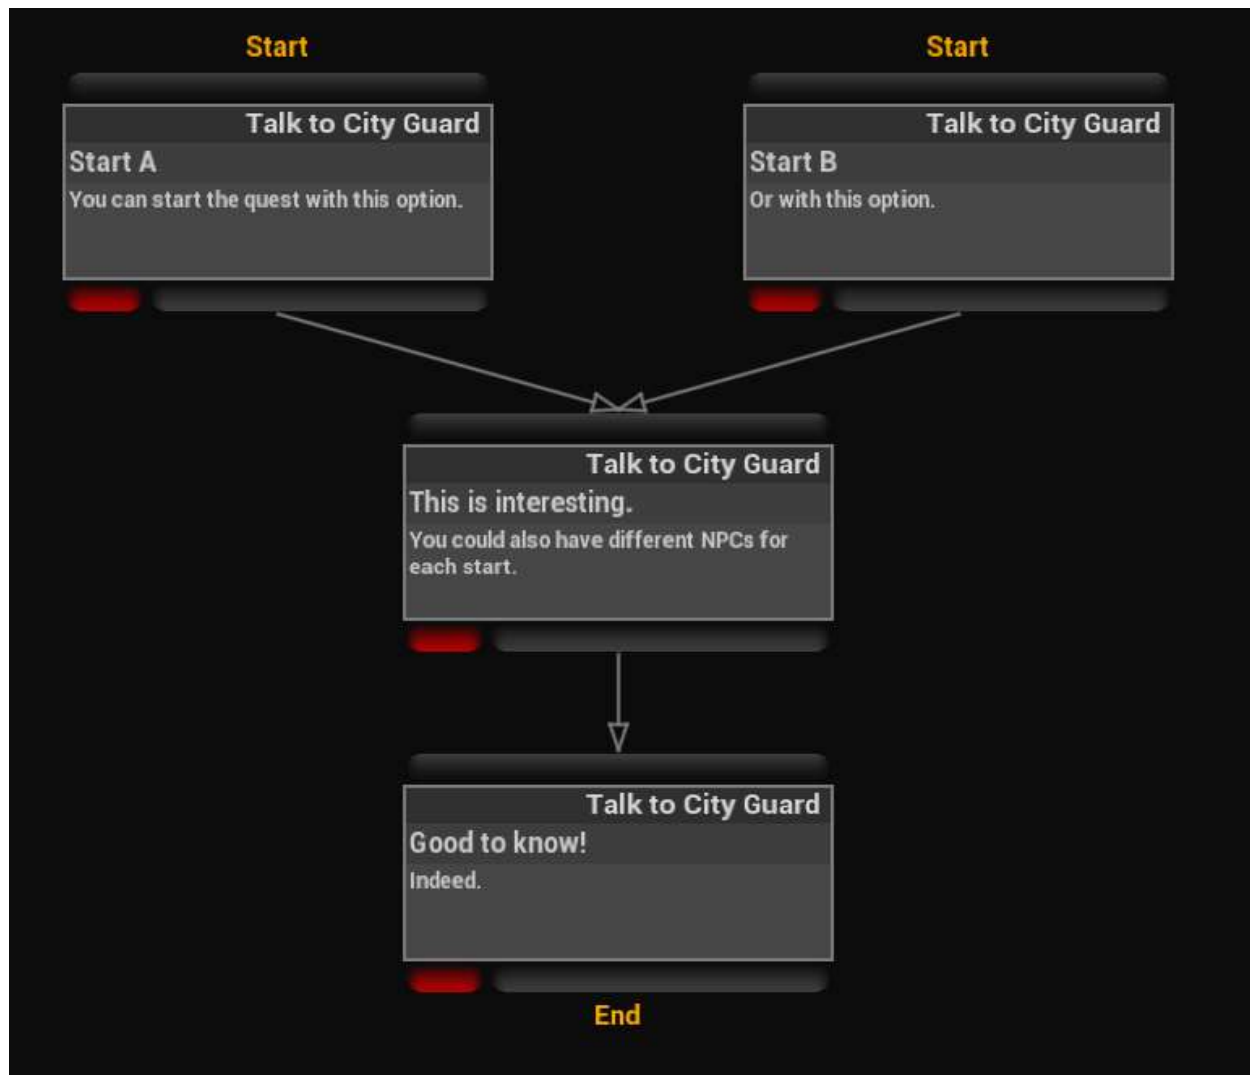 Start
Start
Talk to City Guard
Start A
You can start the quest with this option.
Talk to City Guard
Start B
Or with this option.
Talk to City Guard
This is interesting.
You could also have different NPCs for
each start.
Talk to City Guard
Good to know!
Indeed.
End